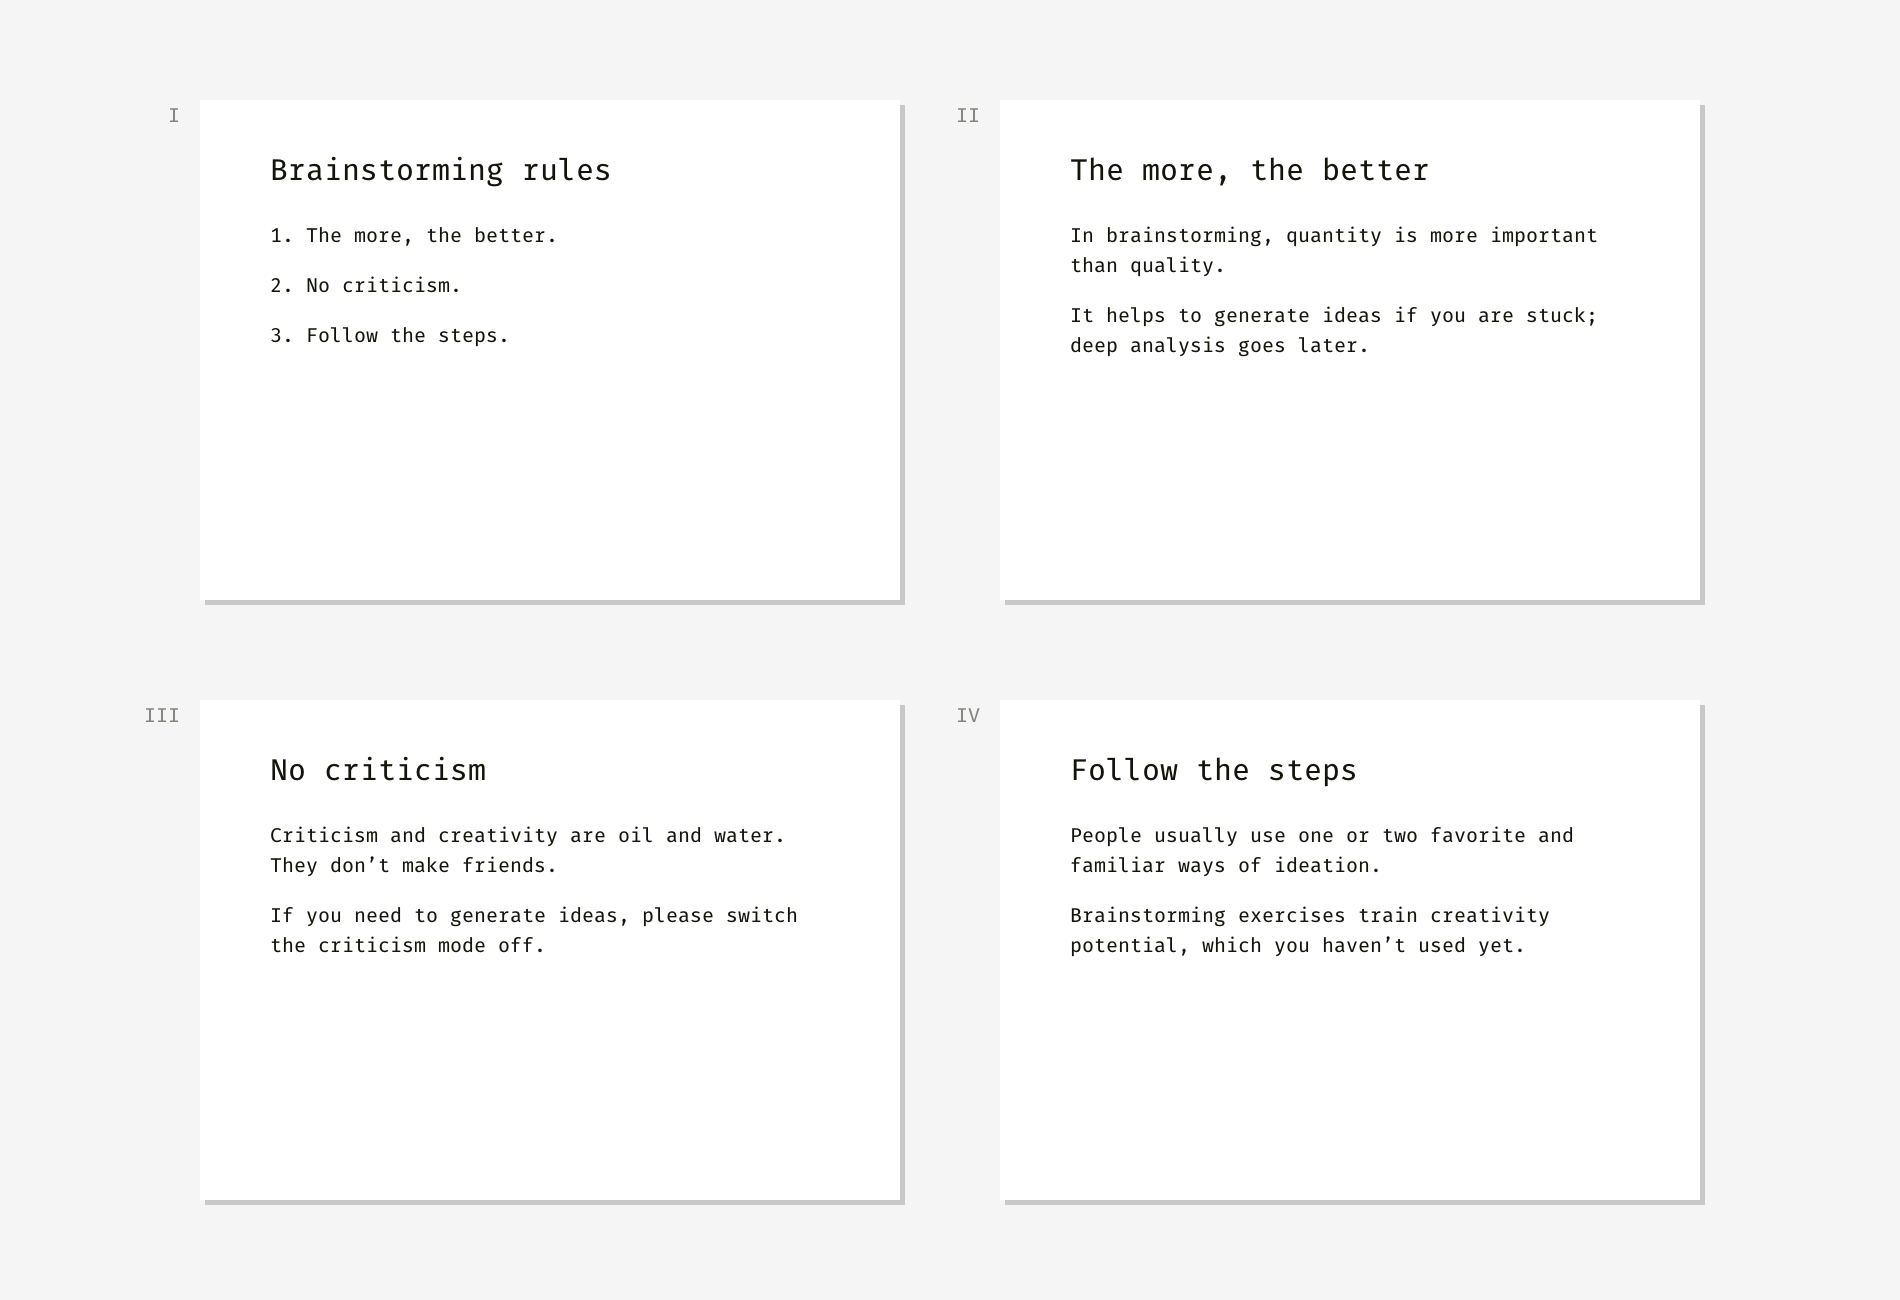 I
Brainstorming rules
1. The more, the better.
2. No criticism.
3. Follow the steps.
II
The more, the better
In brainstorming, quantity is more important
than quality.
It helps to generate ideas if you are stuck;
deep analysis goes later.
III
No criticism
Criticism and creativity are oil and water.
They don’t make friends.
If you need to generate ideas, please switch
the criticism mode off.
IV
Follow the steps
People usually use one or two favorite and
familiar ways of ideation.
Brainstorming exercises train creativity
potential, which you haven’t used yet.